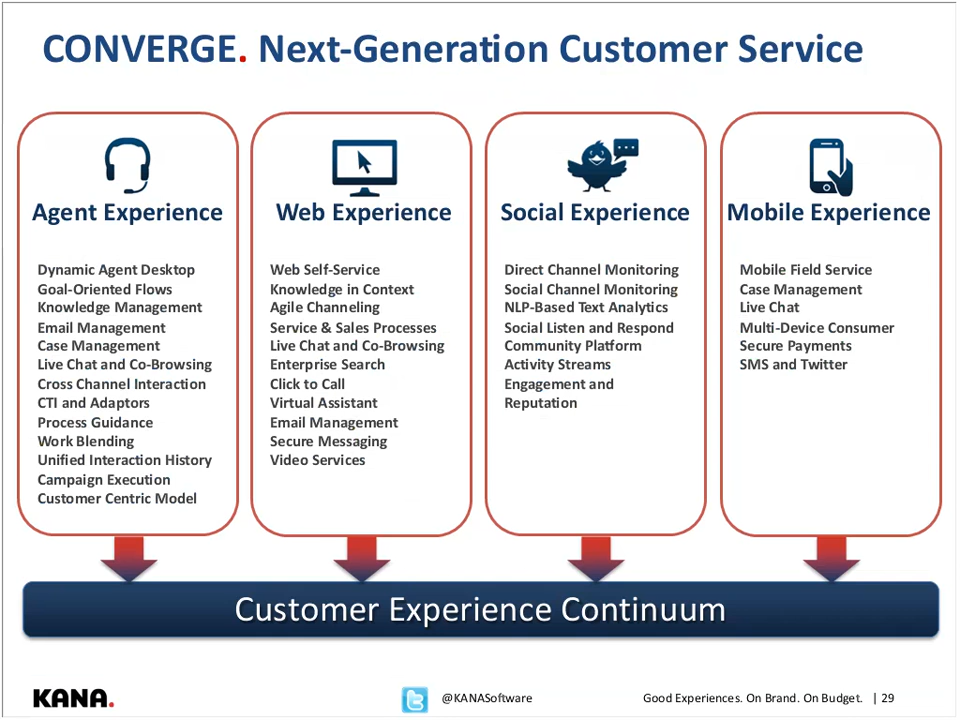 CONVERGE. Next-Generation Customer Service
Agent Experience
Dynamic Agent Desktop
Goal-Oriented Flows
Knowledge Management
Email Management
Case Management
Live Chat and Co-Browsing
Cross Channel Interaction
CTI and Adaptors
Process Guidance
Work Blending
Unified Interaction History
Campaign Execution
Customer Centric Model
Web Experience
Web Self-Service
Knowledge in Context
Agile Channeling
Service & Sales Processes
Live Chat and Co-Browsing
Enterprise Search
Click to Call
Virtual Assistant
Email Management
Secure Messaging
Video Services
Social Experience
Direct Channel Monitoring
Social Channel Monitoring
NLP-Based Text Analytics
Social Listen and Respond
Community Platform
Activity Streams
Engagement and
Reputation
Mobile Experience
Mobile Field Service
Case Management
Live Chat
Multi-Device Consumer
Secure Payments
SMS and Twitter
Customer Experience Continuum
KANA.
@KANASoftware
Good Experiences. On Brand. On Budget. | 29